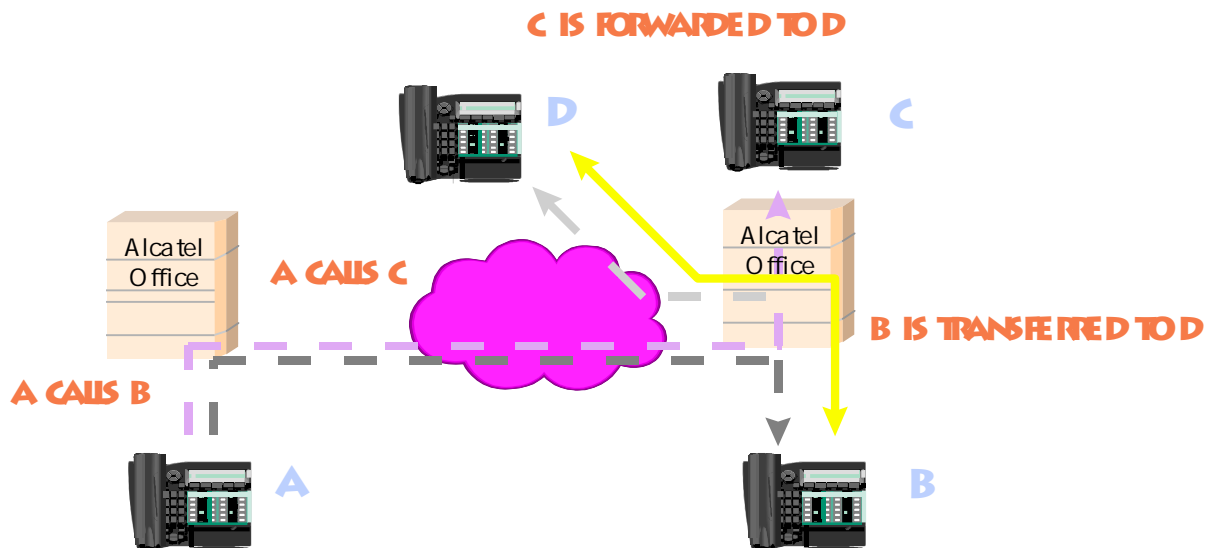 C IS FORWARDED TO D
D
C
Alcatel
Office
Alcatel
Office
A CALLS C
B IS TRANSFERRED TO D
A CALLS B
A
B